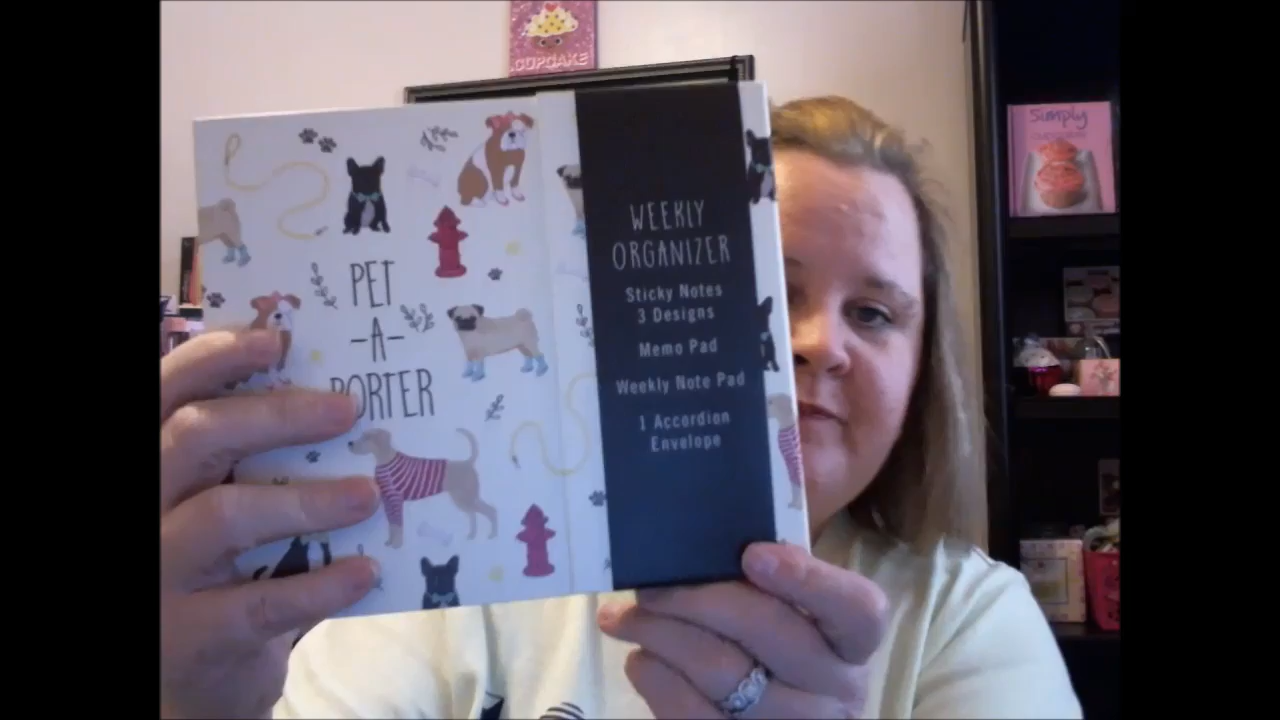 CUPCAKE
Simply
PET
-A-
PORTER
WEEKLY
ORGANIZER
Sticky Notes
3 Designs
Memo Pad
Weekly Note Pad
1 Accordion
Envelope